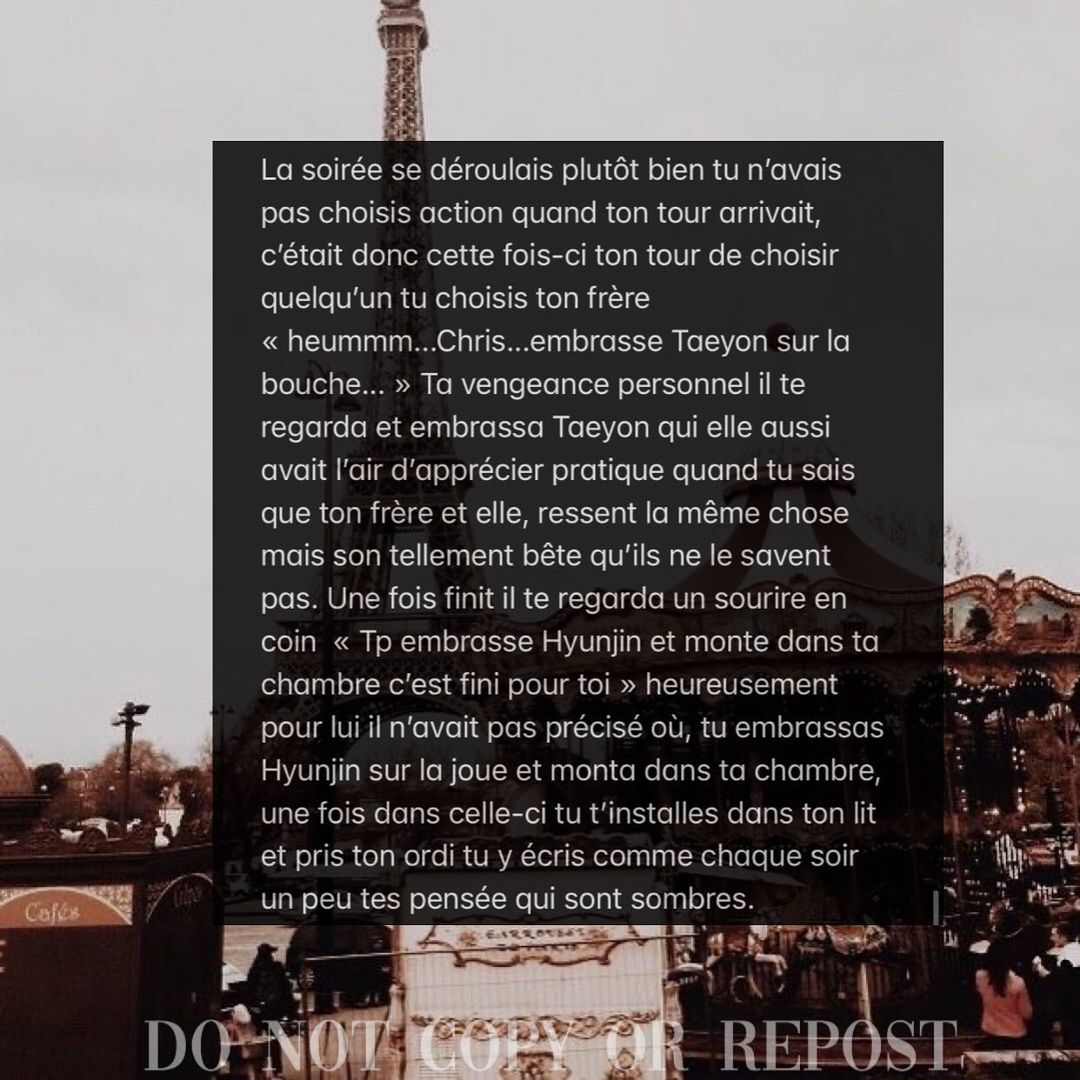 La soirée se déroulais plutôt bien tu n’avais
pas choisis action quand ton tour arrivait,
c’était donc cette fois-ci ton tour de choisir
quelqu’un tu choisis ton frère
« heummm...Chris...embrasse Taeyon sur la
bouche... » Ta vengeance personnel il te
regarda et embrassa Taeyon qui elle aussi
avait l’air d’apprécier pratique quand tu sais
que ton frère et elle, ressent la même chose
mais son tellement bête qu’ils ne le savent
pas. Une fois finit il te regarda un sourire en
coin « Tp embrasse Hyunjin et monte dans ta
chambre c’est fini pour toi » heureusement
pour lui il n’avait pas précisé où, tu embrassas
Hyunjin sur la joue et monta dans ta chambre,
une fois dans celle-ci tu t’installes dans ton lit
et pris ton ordi tu y écris comme chaque soir
un peu tes pensée qui sont sombres.
Cafés
DO NOT COPY OR REPOST